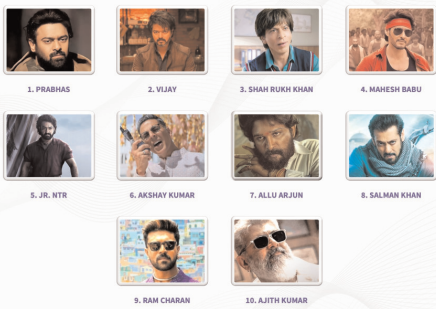 1. PRABHAS
2. VIJAY
3. SHAH RUKH KHAN
4. MAHESH BABU
5. JR. NTR
6. AKSHAY KUMAR
7. ALLU ARJUN
8. SALMAN KHAN
9. RAM CHARAN
10. AJITH KUMAR